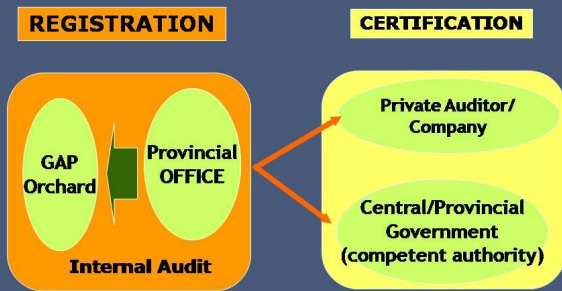 REGISTRATION
CERTIFICATION
GAP
Orchard
Provincial
OFFICE
Internal Audit
Private Auditor/
Company
Central/Provincial
Government
(competent authority)